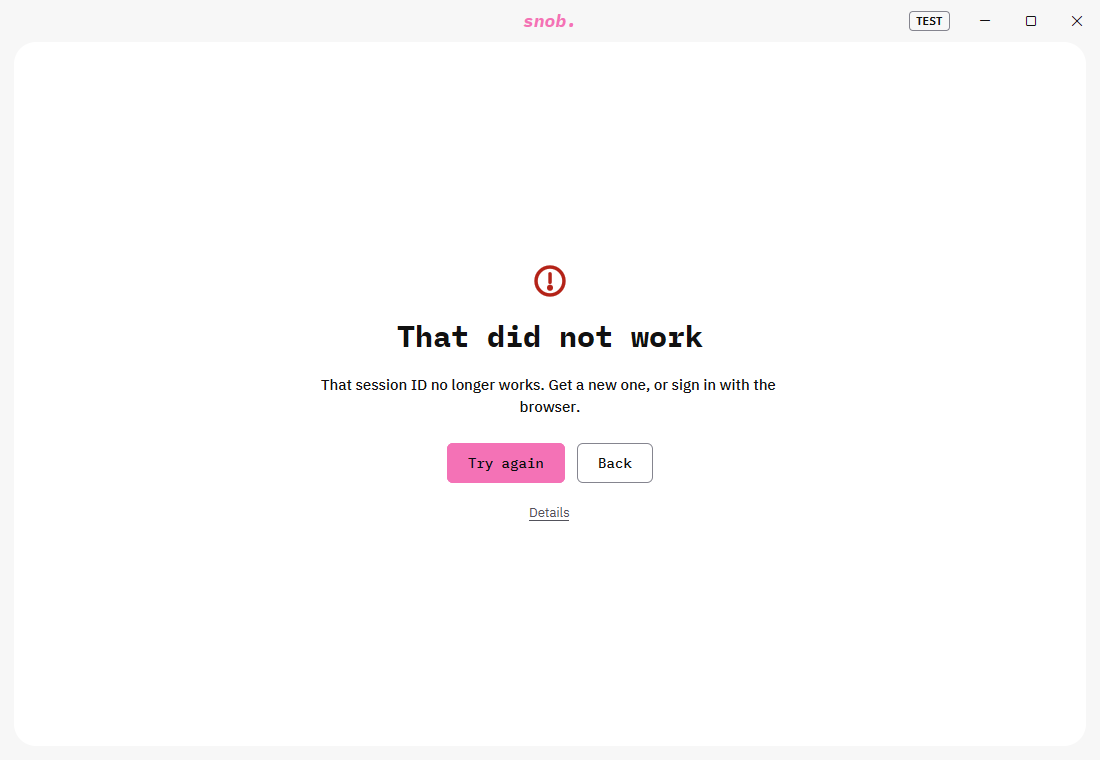 snob.
TEST
That did not work
That session ID no longer works. Get a new one, or sign in with the
browser.
Try again
Back
Details